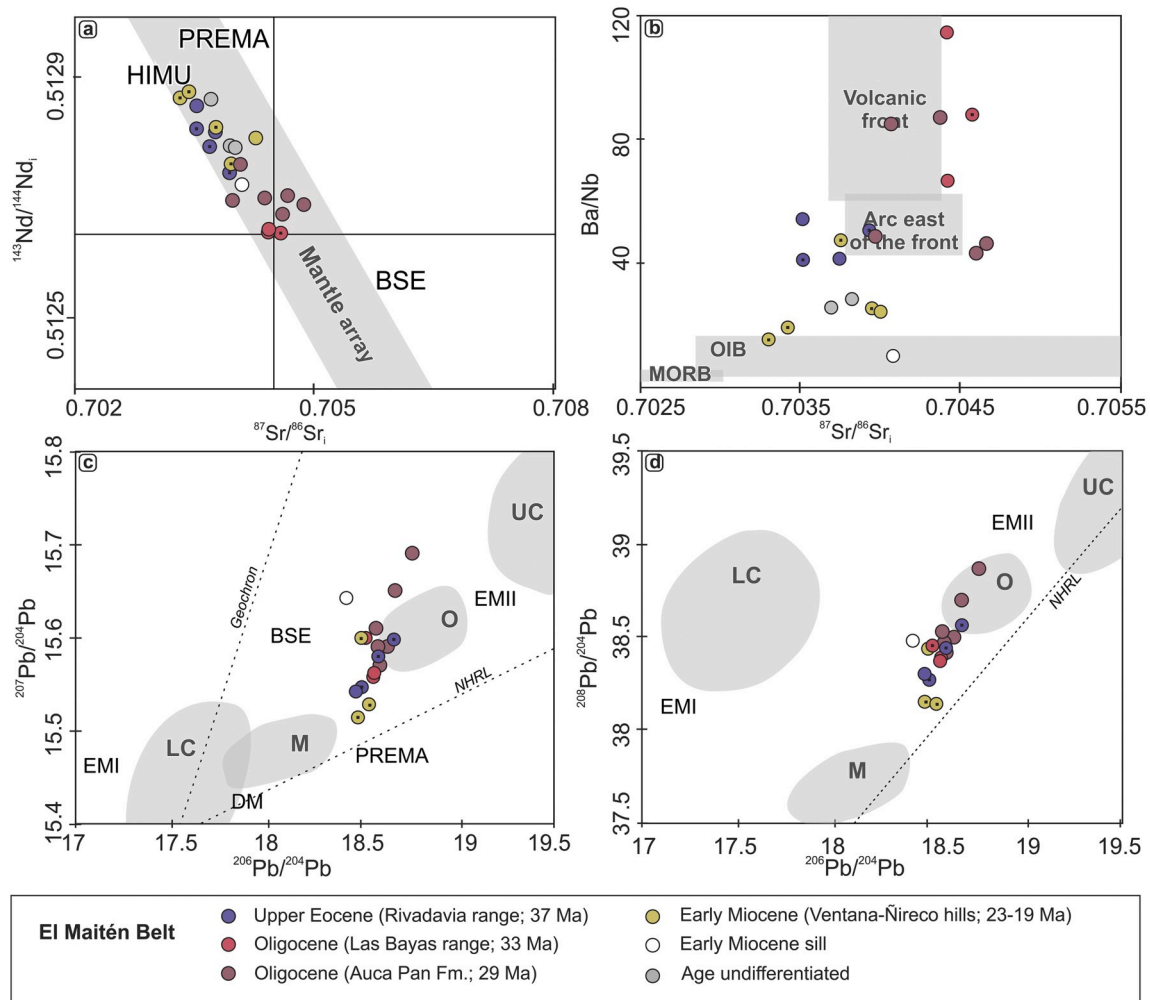 a
PREMA
HIMU
Mantle array
BSE
0.5129
0.5125
¹⁴³Nd/¹⁴⁴Ndᵢ
0.702
0.705
0.708
⁸⁷Sr/⁸⁶Srᵢ
b
Volcanic
front
Arc east
of the front
OIB
MORB
120
80
40
Ba/Nb
0.7025
0.7035
0.7045
0.7055
⁸⁷Sr/⁸⁶Srᵢ
c
Geochron
UC
BSE
EMII
O
NHRL
LC
M
EMI
PREMA
DM
15.8
15.7
15.6
15.5
15.4
²⁰⁷Pb/²⁰⁴Pb
17
17.5
18
18.5
19
19.5
²⁰⁶Pb/²⁰⁴Pb
d
UC
EMII
LC
O
NHRL
EMI
M
39.5
39
38.5
38
37.5
²⁰⁸Pb/²⁰⁴Pb
17
17.5
18
18.5
19
19.5
²⁰⁶Pb/²⁰⁴Pb
El Maitén Belt
Upper Eocene (Rivadavia range; 37 Ma)
Oligocene (Las Bayas range; 33 Ma)
Oligocene (Auca Pan Fm.; 29 Ma)
Early Miocene (Ventana-Ñireco hills; 23-19 Ma)
Early Miocene sill
Age undifferentiated